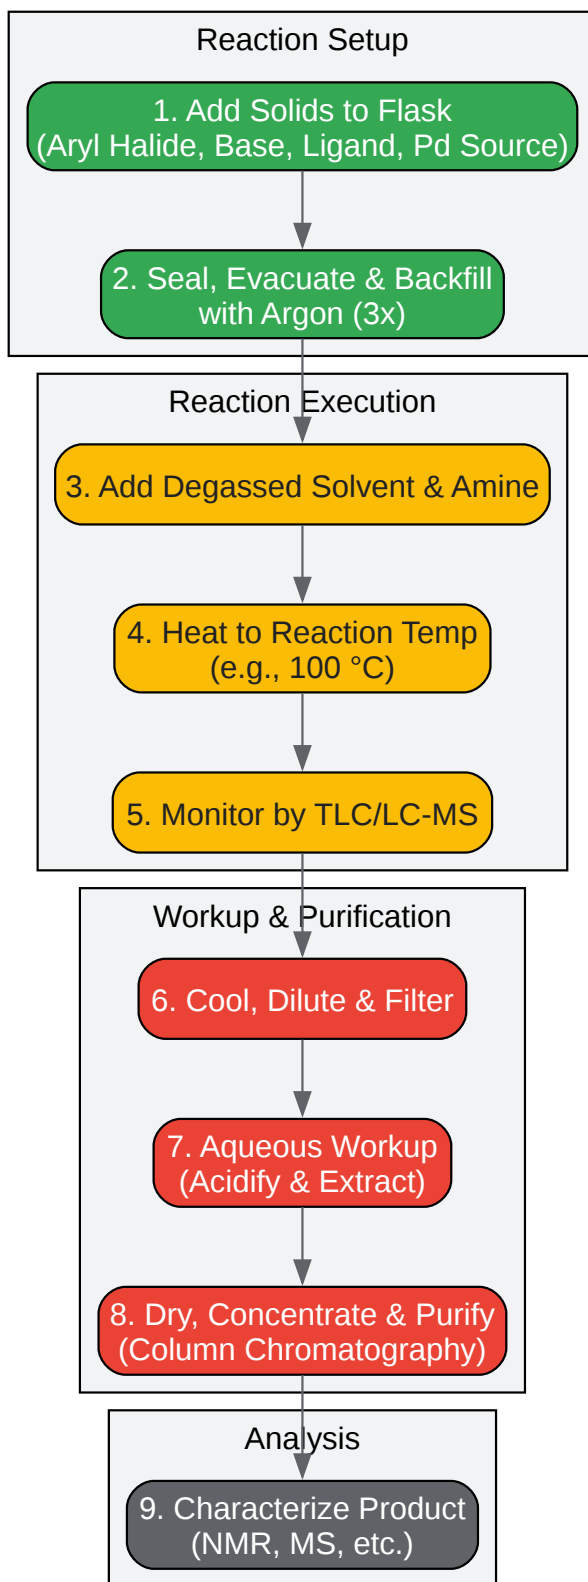 Reaction Setup
1. Add Solids to Flask
(Aryl Halide, Base, Ligand, Pd Source)
2. Seal, Evacuate & Backfill
with Argon (3x)
Reaction Execution
3. Add Degassed Solvent & Amine
4. Heat to Reaction Temp
(e.g., 100 °C)
5. Monitor by TLC/LC-MS
Workup & Purification
6. Cool, Dilute & Filter
7. Aqueous Workup
(Acidify & Extract)
8. Dry, Concentrate & Purify
(Column Chromatography)
Analysis
9. Characterize Product
(NMR, MS, etc.)